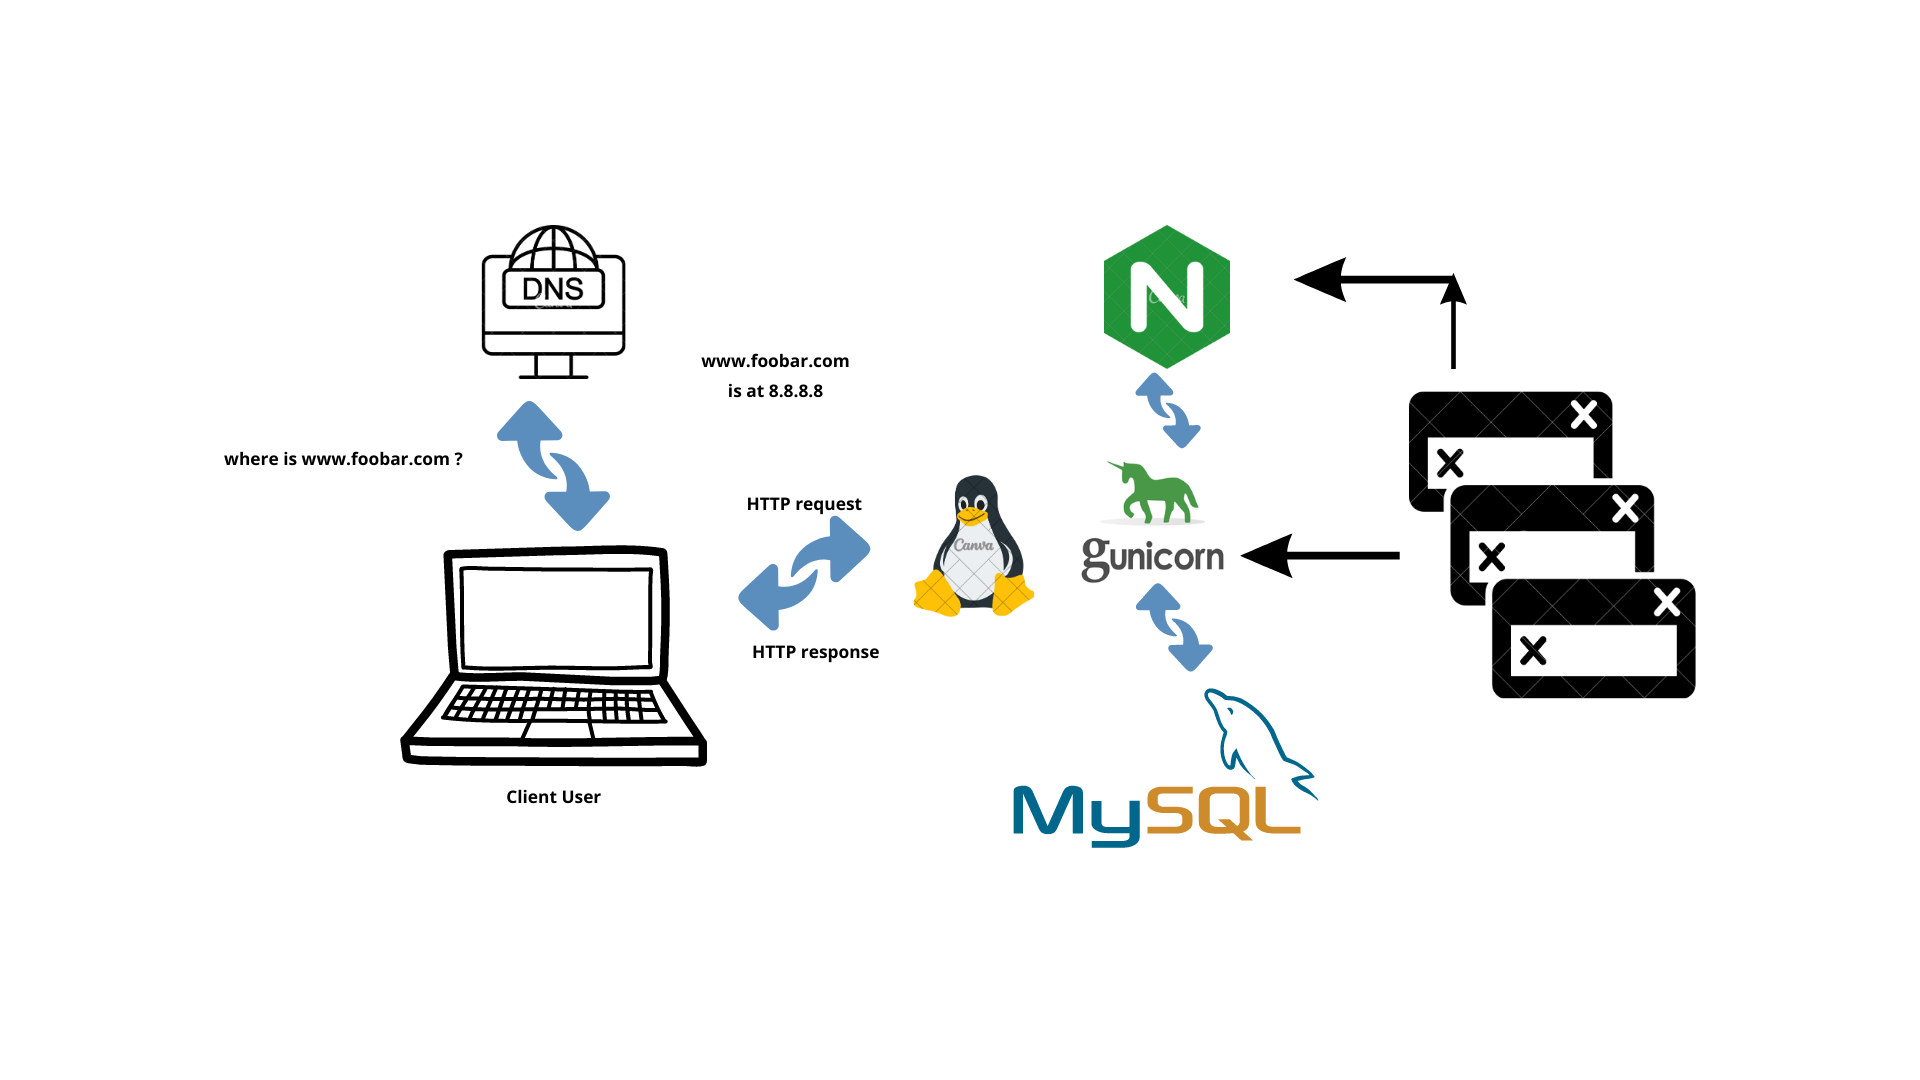 DNS
www.foobar.com
is at 8.8.8.8
where is www.foobar.com ?
HTTP request
HTTP response
Client User
N
Canva
gunicorn
MySQL